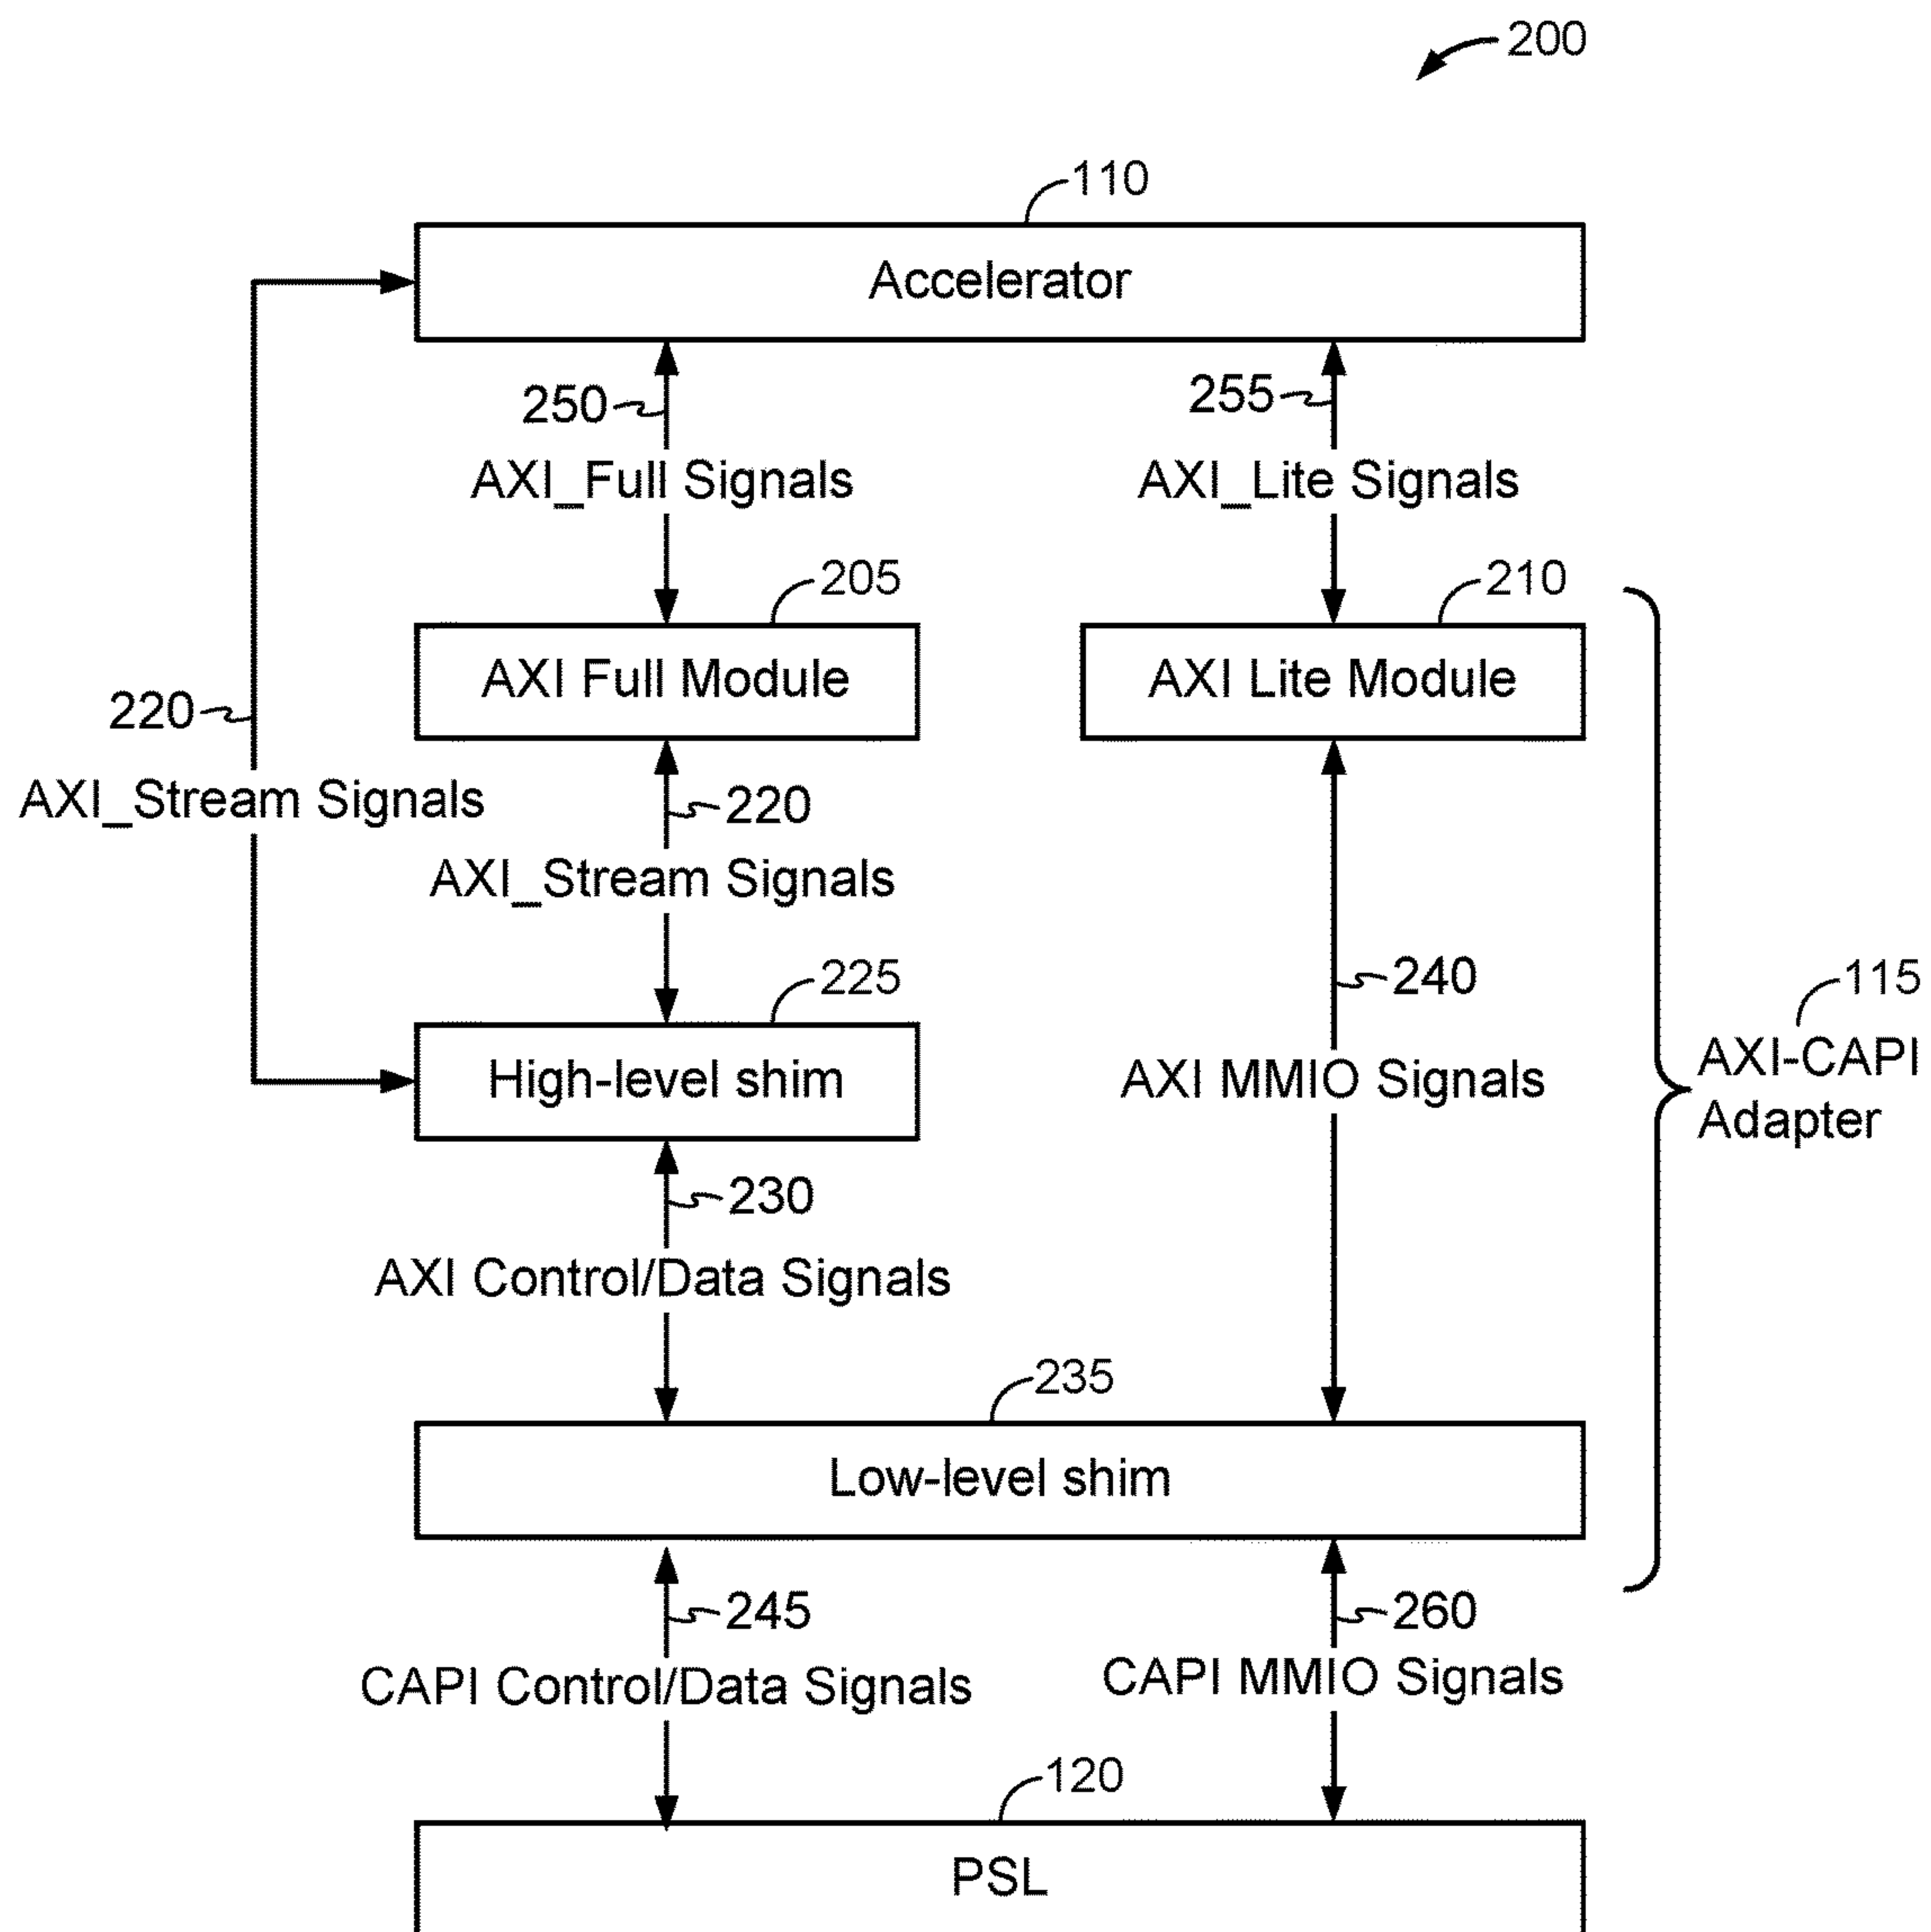 200
110
Accelerator
250
255
AXI_Full Signals
AXI_Lite Signals
205
210
AXI Full Module
AXI Lite Module
220
AXI_Stream Signals
220
AXI_Stream Signals
225
240
115
High-level shim
AXI MMIO Signals
AXI-CAPI
Adapter
230
AXI Control/Data Signals
235
Low-level shim
245
260
CAPI Control/Data Signals
CAPI MMIO Signals
120
PSL